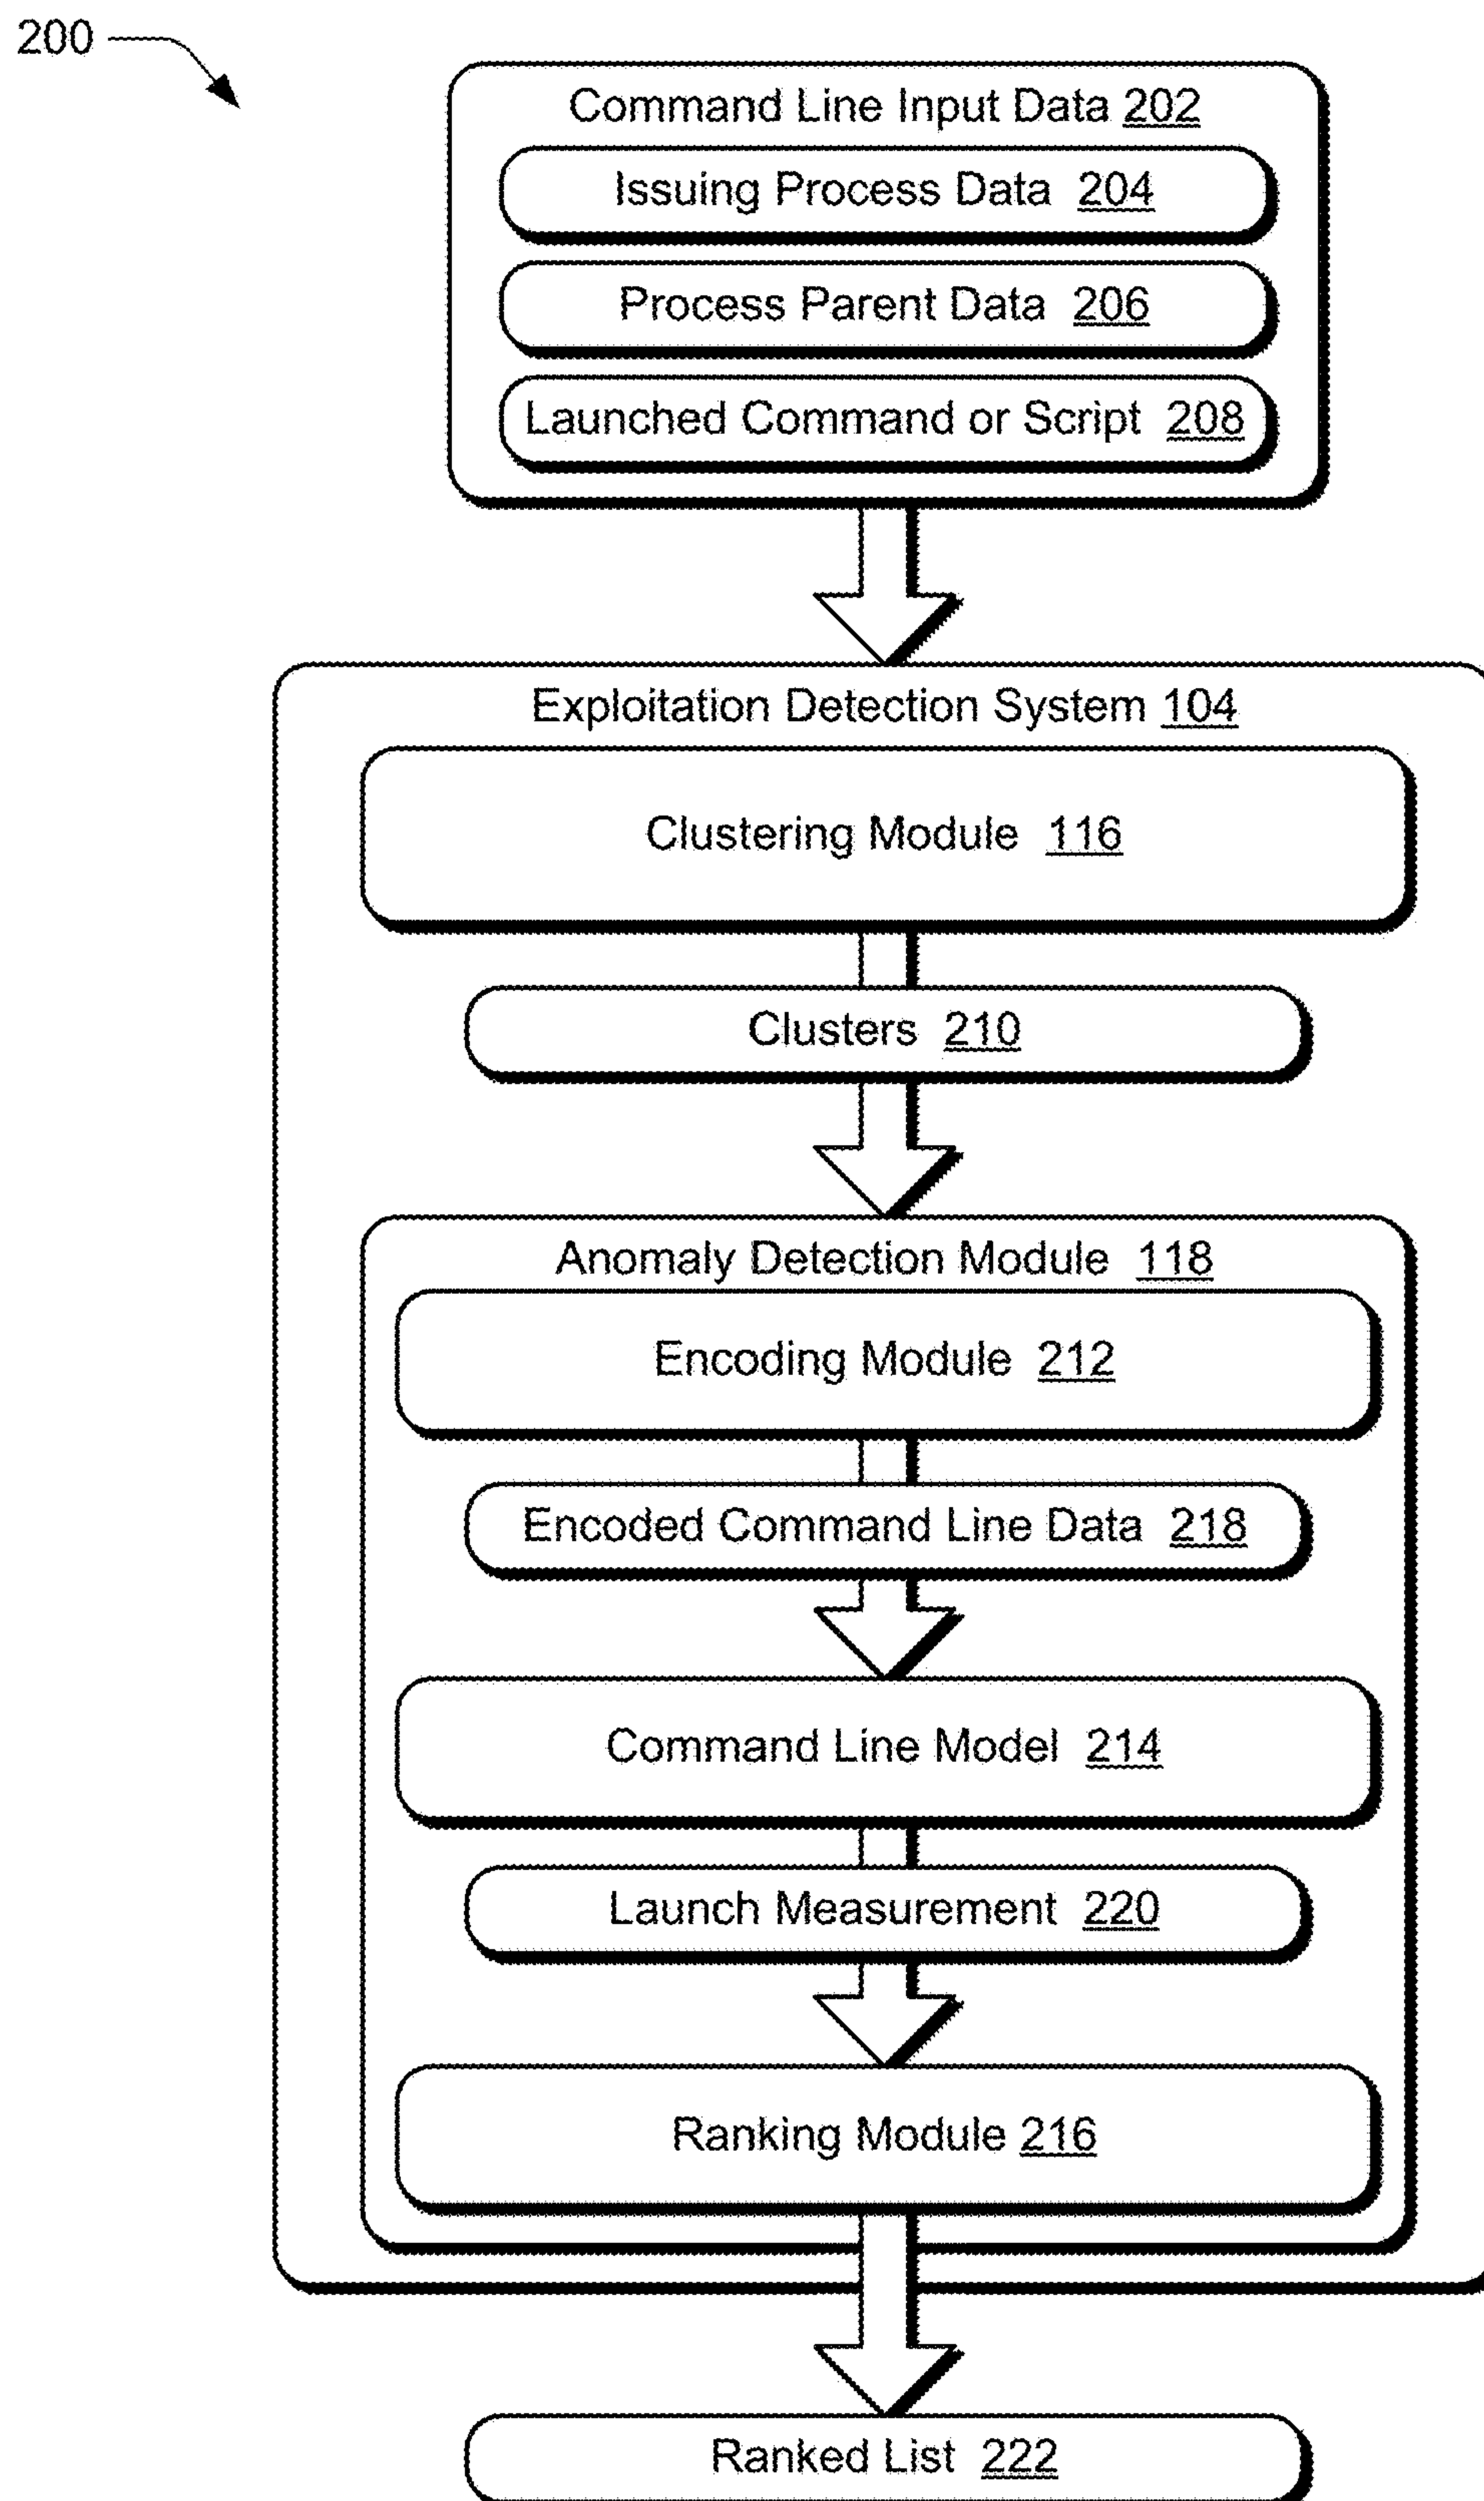 200
Command Line Input Data 202
Issuing Process Data 204
Process Parent Data 206
Launched Command or Script 208
Exploitation Detection System 104
Clustering Module 116
Clusters 210
Anomaly Detection Module 118
Encoding Module 212
Encoded Command Line Data 218
Command Line Model 214
Launch Measurement 220
Ranking Module 216
Ranked List 222